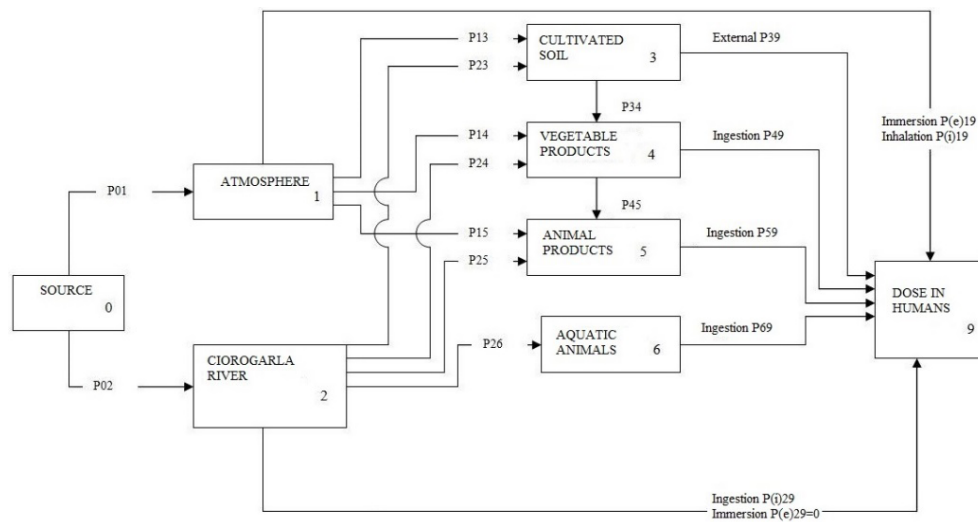 P13
CULTIVATED
SOIL
3
External P39
P23
P34
Immersion P(e)19
Inhalation P(i)19
P14
VEGETABLE
PRODUCTS
4
Ingestion P49
P24
ATMOSPHERE
1
P01
P45
P15
ANIMAL
PRODUCTS
5
Ingestion P59
P25
SOURCE
0
DOSE IN
HUMANS
9
P26
AQUATIC
ANIMALS
6
Ingestion P69
CIOROGARLA
RIVER
2
P02
Ingestion P(i)29
Immersion P(e)29=0